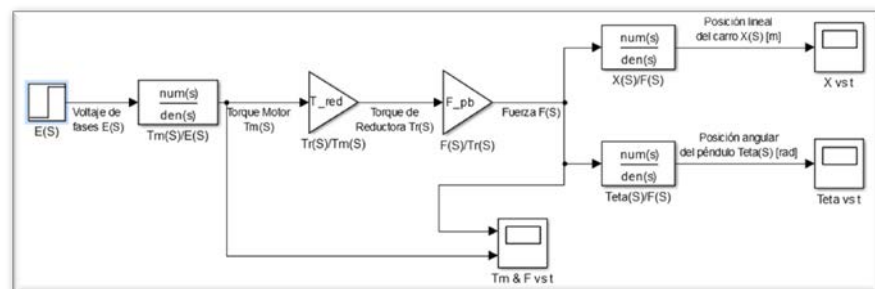 E(S)
Voltaje de
fases E(S)
num(s)
den(s)
Tm(S)/E(S)
Torque Motor
Tm(S)
T_red
Tr(S)/Tm(S)
Torque de
Reductora Tr(S)
F_pb
F(S)/Tr(S)
Fuerza F(S)
num(s)
den(s)
X(S)/F(S)
Posición lineal
del carro X(S) [m]
X vs t
num(s)
den(s)
Teta(S)/F(S)
Posición angular
del péndulo Teta(S) [rad]
Teta vs t
Tm & F vs t